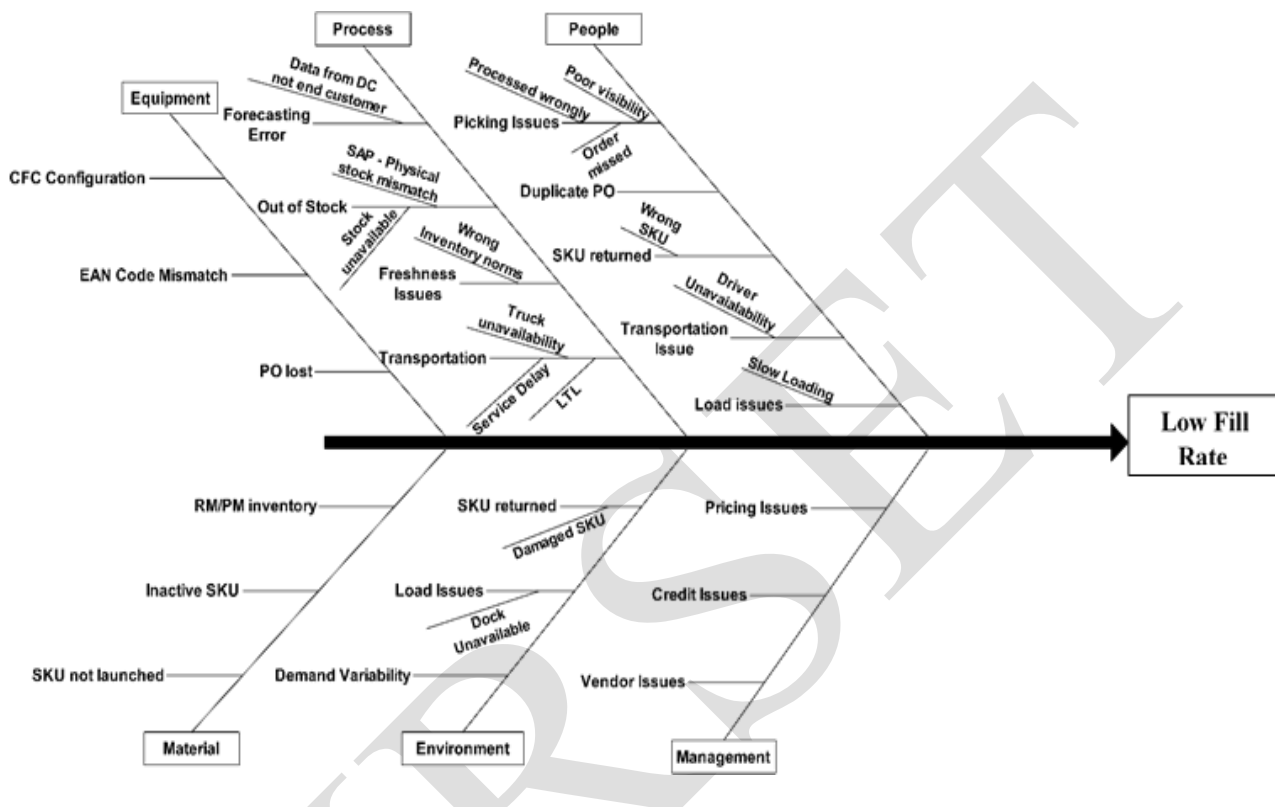 Process
People
Equipment
Data from DC
not end customer
Forecasting
Error
SAP - Physical
stock mismatch
Out of Stock
Stock
unavailable
Wrong
Inventory norms
Freshness
Issues
Truck
unavailability
Transportation
Service Delay
LTL
Processed wrongly
Poor visibility
Picking Issues
Order
missed
Duplicate PO
Wrong
SKU
SKU returned
Driver
Unavaialability
Transportation
Issue
Slow Loading
Load issues
CFC Configuration
EAN Code Mismatch
PO lost
Low Fill
Rate
RM/PM inventory
Inactive SKU
SKU not launched
SKU returned
Damaged SKU
Load Issues
Dock
Unavailable
Demand Variability
Pricing Issues
Credit Issues
Vendor Issues
Material
Environment
Management
RSET